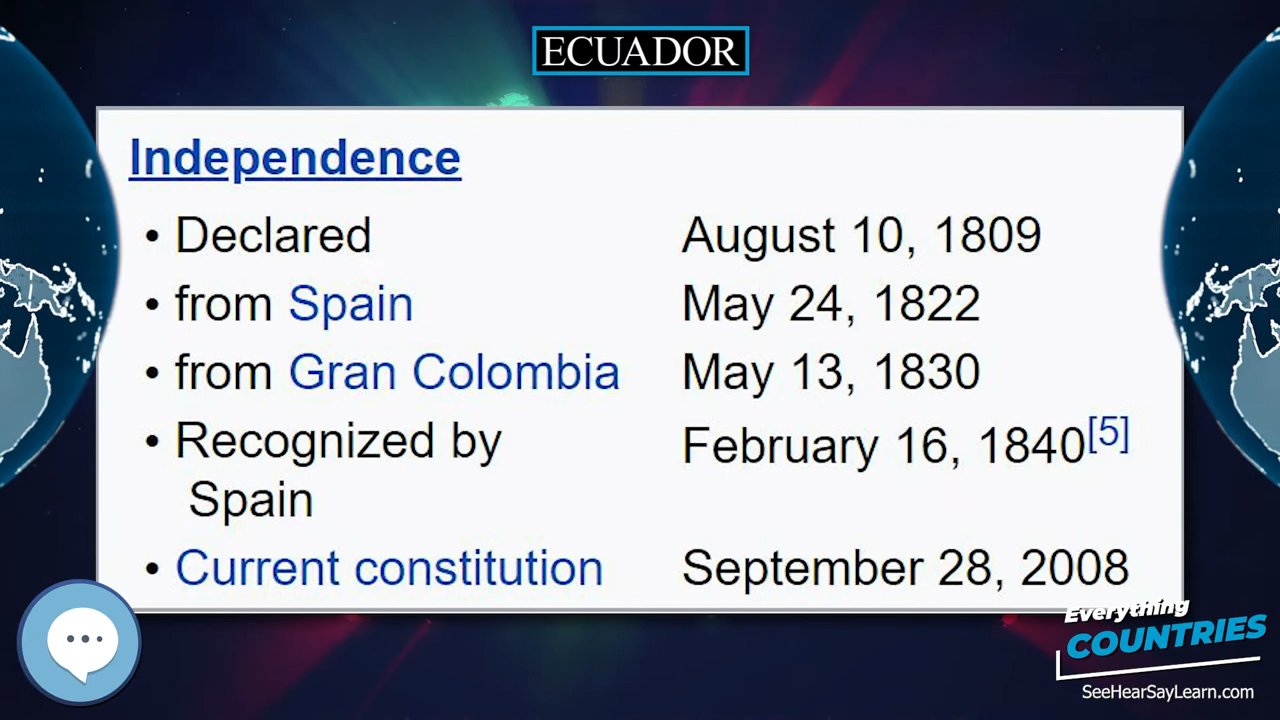 ECUADOR
Independence
• Declared August 10, 1809
• from Spain May 24, 1822
• from Gran Colombia May 13, 1830
• Recognized by February 16, 1840[5]
Spain
• Current constitution September 28, 2008
Everything
COUNTRIES
SeeHearSayLearn.com